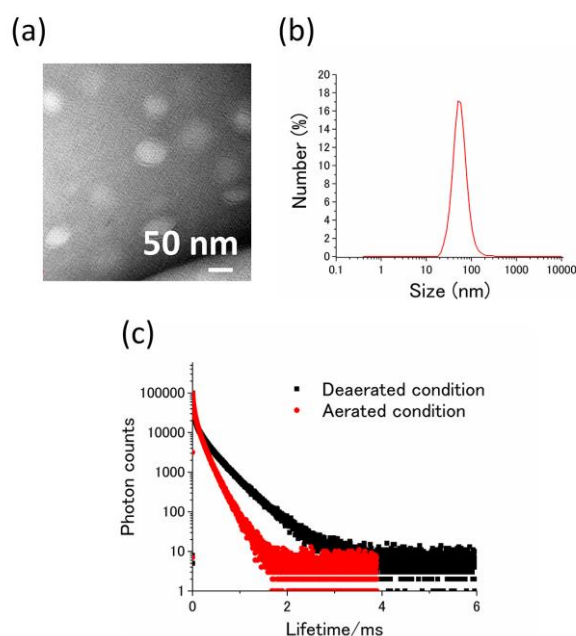 (a)
50 nm
(b)
Number (%)
20
18
16
14
12
10
8
6
4
2
0
0.1 1 10 100 1000 10000
Size (nm)
(c)
Photon counts
100000
10000
1000
100
10
1
Deaerated condition
Aerated condition
0 2 4 6
Lifetime/ms